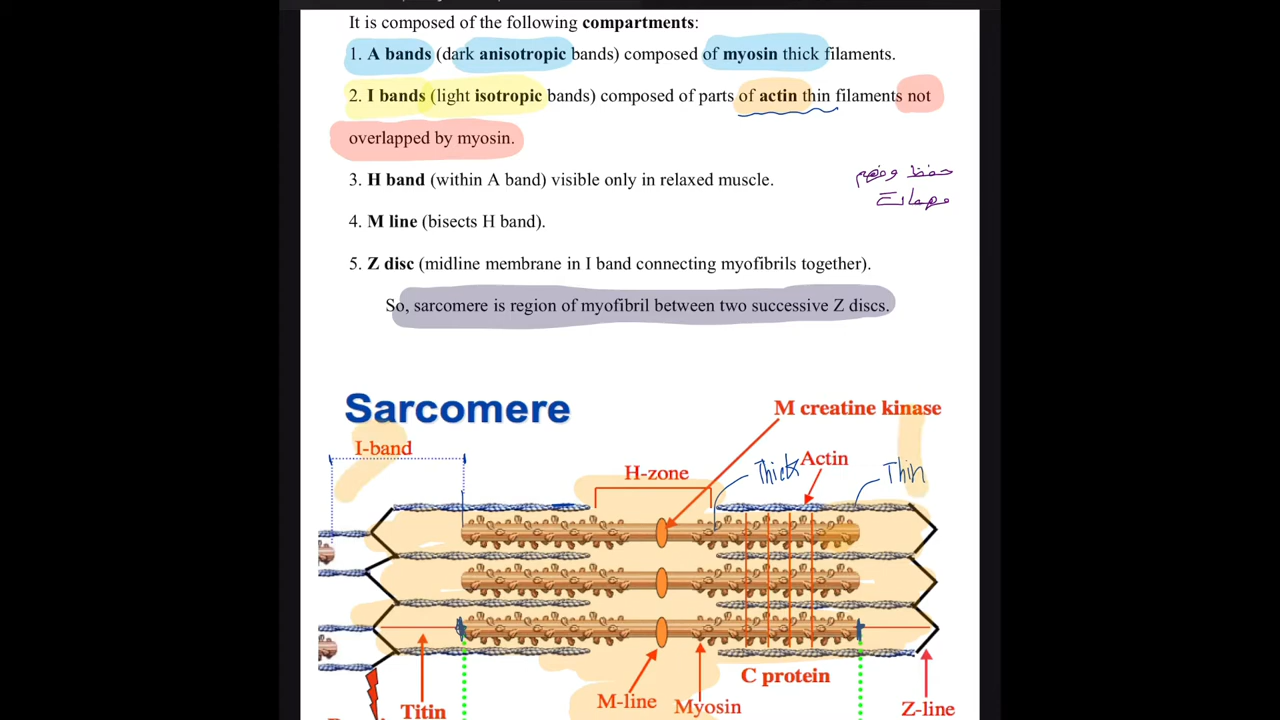 It is composed of the following compartments:
1. A bands (dark anisotropic bands) composed of myosin thick filaments.
2. I bands (light isotropic bands) composed of parts of actin thin filaments not
overlapped by myosin.
3. H band (within A band) visible only in relaxed muscle.
حفظ وفهم
مهمات
4. M line (bisects H band).
5. Z disc (midline membrane in I band connecting myofibrils together).
So, sarcomere is region of myofibril between two successive Z discs.
Sarcomere
M creatine kinase
I-band
H-zone
Thick
Actin
Thin
C protein
M-line
Myosin
Titin
Z-line